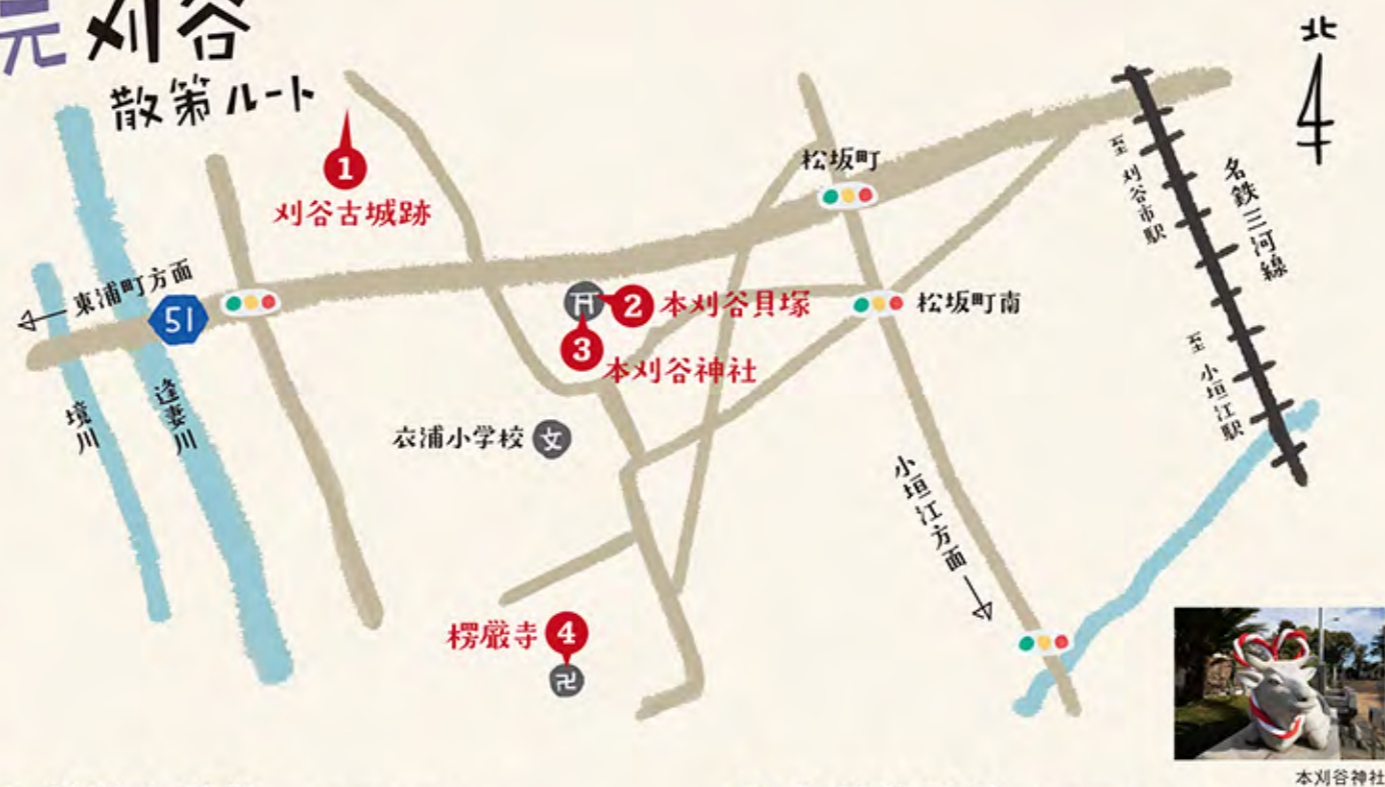 元刈谷
散策ルート
北
1
刈谷古城跡
松坂町
至 刈谷市駅
名鉄三河線
東浦町方面
51
2 本刈谷貝塚
松坂町南
3
本刈谷神社
至 小垣江駅
境川
逢妻川
衣浦小学校 文
小垣江方面
楞厳寺 4
卍
本刈谷神社